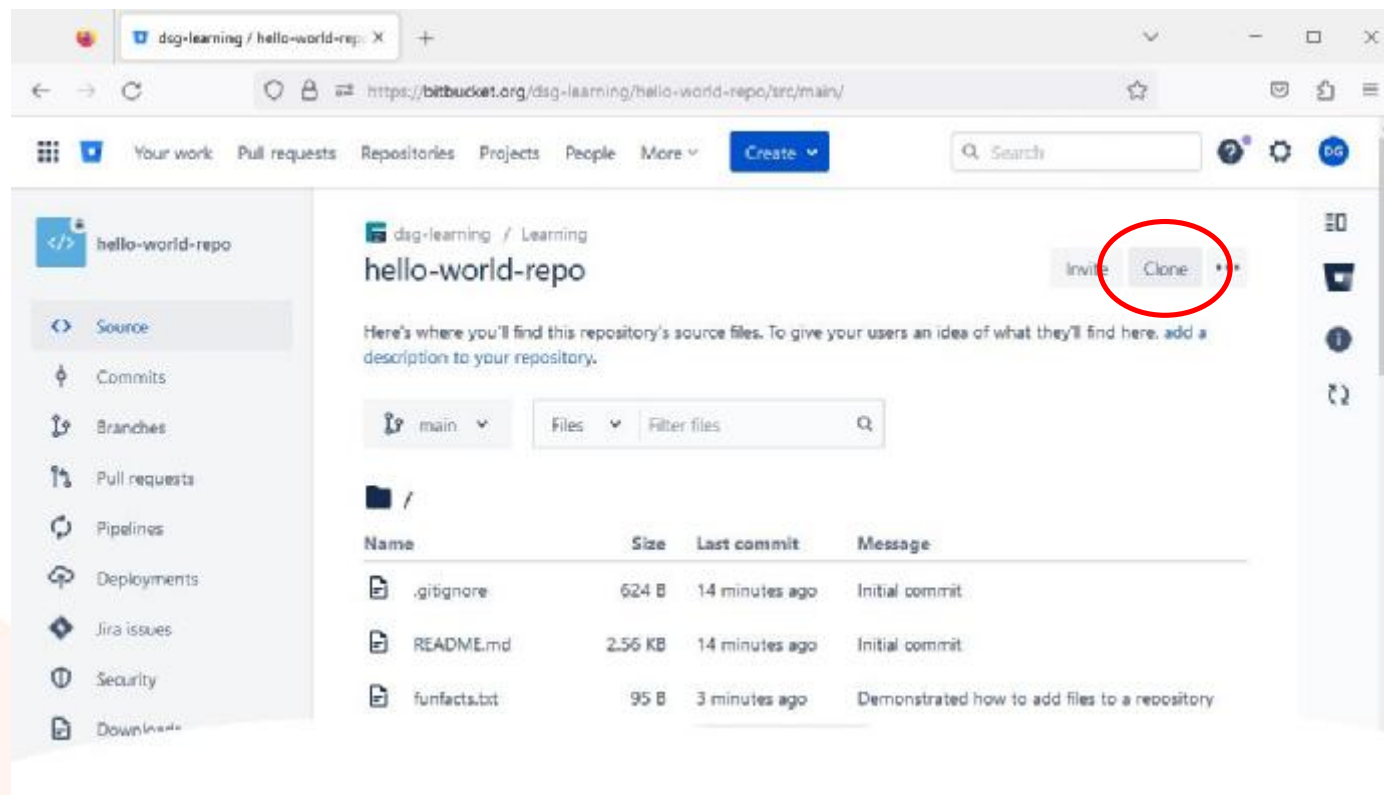 dsg-learning / hello-world-rep
https://bitbucket.org/dsg-learning/hello-world-repo/src/main/
Your work Pull requests Repositories Projects People More Create Search DG
hello-world-repo
Source
Commits
Branches
Pull requests
Pipelines
Deployments
Jira issues
Security
Downloads
dsg-learning / Learning
hello-world-repo
Invite Clone
Here's where you'll find this repository's source files. To give your users an idea of what they'll find here, add a
description to your repository.
main Files Filter files
/
Name Size Last commit Message
.gitignore 624 B 14 minutes ago Initial commit
README.md 2.56 KB 14 minutes ago Initial commit
funfacts.txt 95 B 3 minutes ago Demonstrated how to add files to a repository